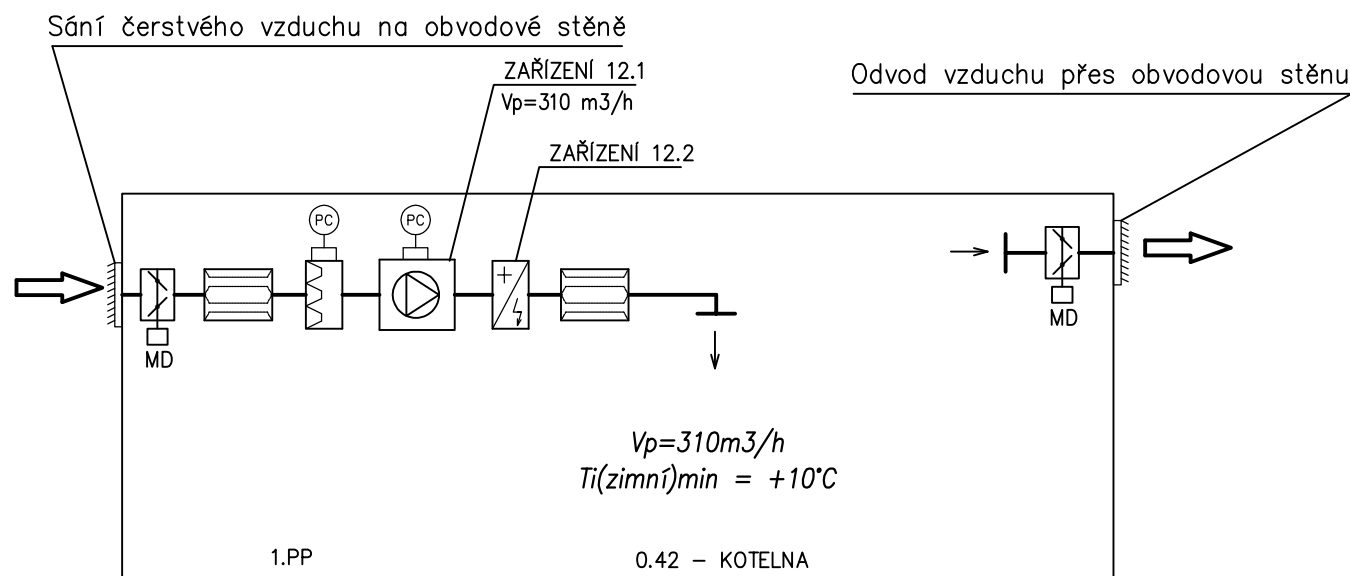 Sání čerstvého vzduchu na obvodové stěně
ZAŘÍZENÍ 12.1
Vp=310 m3/h
Odvod vzduchu přes obvodovou stěnu
ZAŘÍZENÍ 12.2
PC
PC
MD
MD
Vp=310m3/h
Ti(zimní)min = +10°C
1.PP
0.42 – KOTELNA